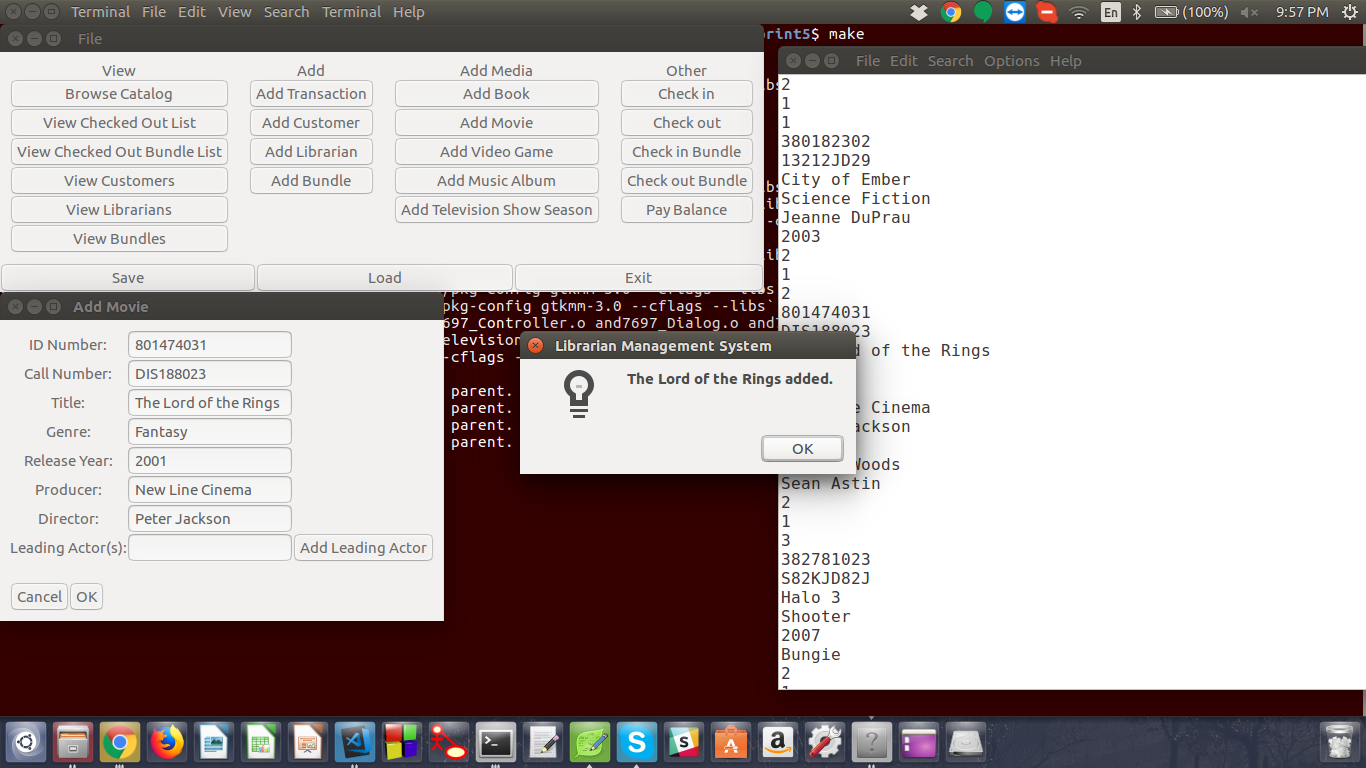 Terminal File Edit View Search Terminal Help
En (100%) 9:57 PM
File
View
Browse Catalog
View Checked Out List
View Checked Out Bundle List
View Customers
View Librarians
View Bundles
Add
Add Transaction
Add Customer
Add Librarian
Add Bundle
Add Media
Add Book
Add Movie
Add Video Game
Add Music Album
Add Television Show Season
Other
Check in
Check out
Check in Bundle
Check out Bundle
Pay Balance
Save Load Exit
Add Movie
ID Number: 801474031
Call Number: DIS188023
Title: The Lord of the Rings
Genre: Fantasy
Release Year: 2001
Producer: New Line Cinema
Director: Peter Jackson
Leading Actor(s): Add Leading Actor
Cancel OK
rint5$ make
pkg-config gtkmm-3.0 --cflags --libs`
697_Controller.o and7697_Dialog.o and7
elevision
-cflags -
parent.
parent.
parent.
parent.
Librarian Management System
The Lord of the Rings added.
OK
File Edit Search Options Help
2
1
1
380182302
13212JD29
City of Ember
Science Fiction
Jeanne DuPrau
2003
2
1
2
801474031
DIS188023
d of the Rings
e Cinema
ackson
Woods
Sean Astin
2
1
3
382781023
S82KJD82J
Halo 3
Shooter
2007
Bungie
2